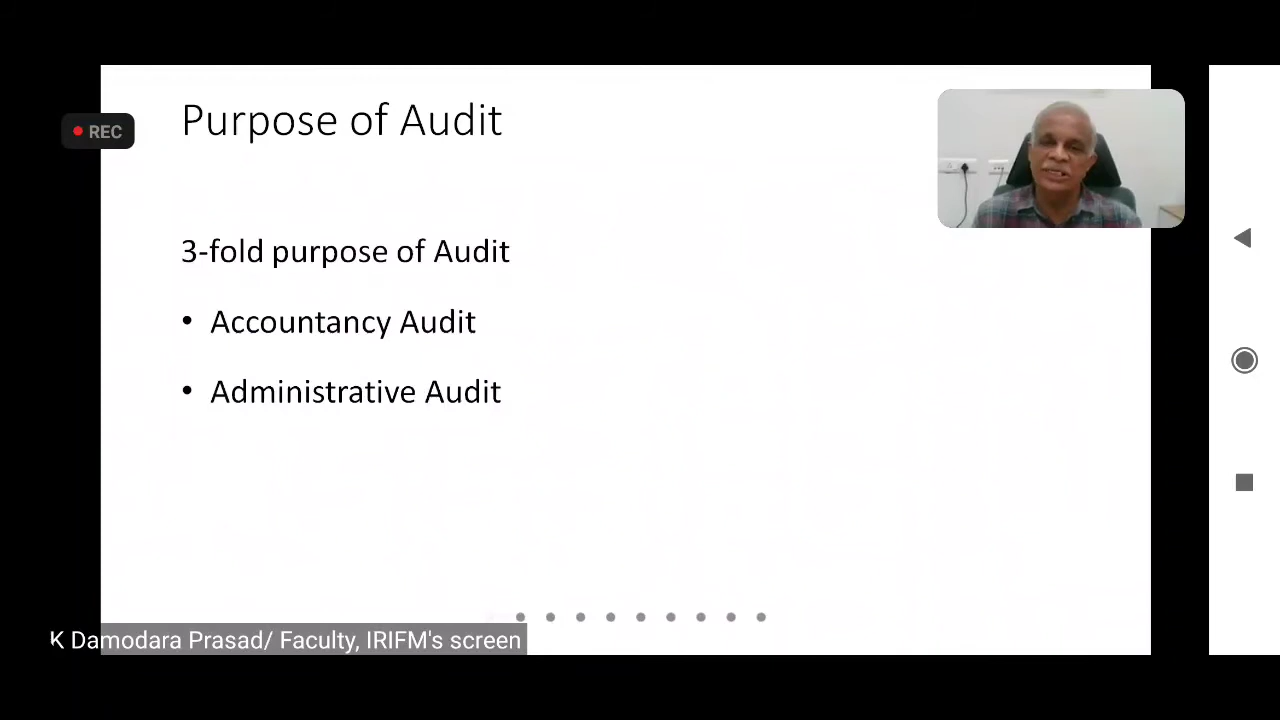 Purpose of Audit
REC
3-fold purpose of Audit
• Accountancy Audit
• Administrative Audit
K Damodara Prasad/ Faculty, IRIFM's screen